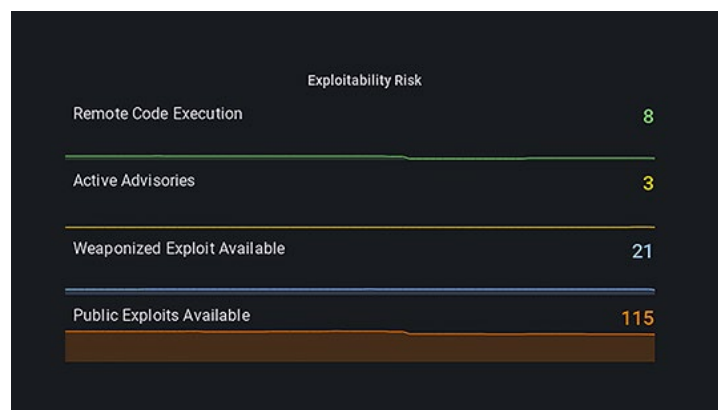 Exploitability Risk
Remote Code Execution 8
Active Advisories 3
Weaponized Exploit Available 21
Public Exploits Available 115